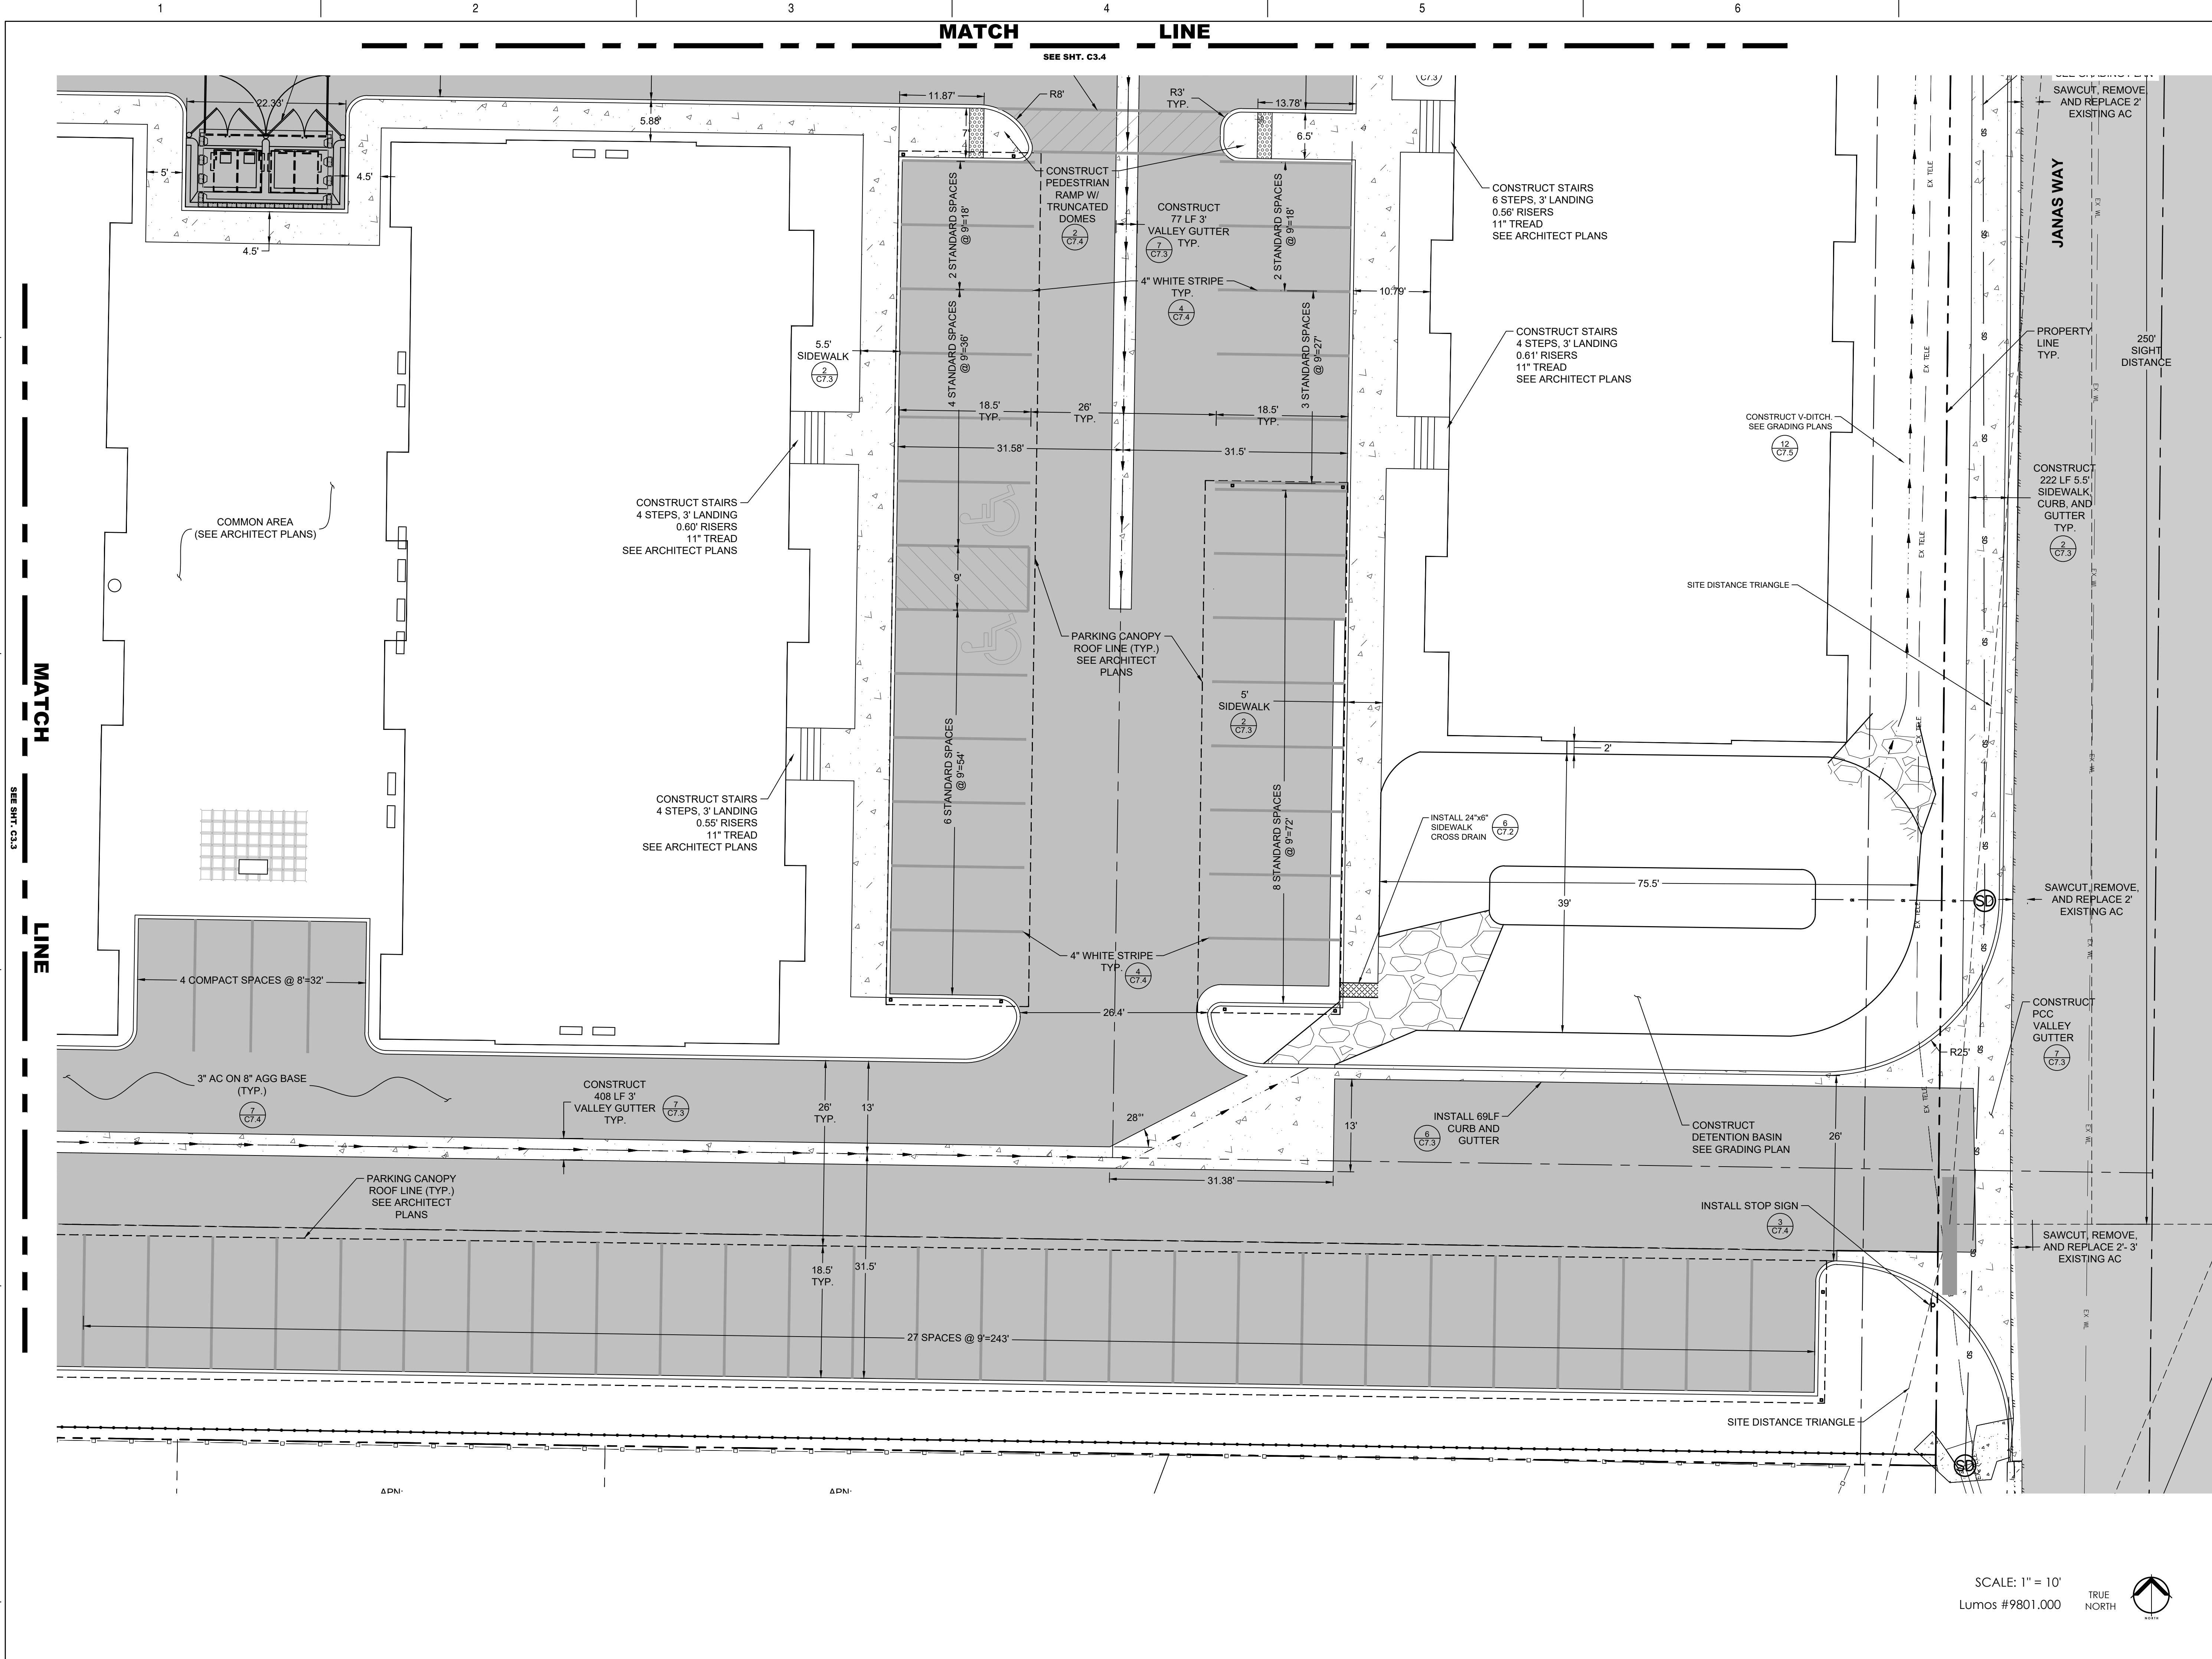 1
2
3
4
5
6
MATCH LINE
SEE SHT. C3.4
22.33'
5.88'
5'
4.5'
4.5'
11.87'
7'
R8'
R3'
TYP.
13.78'
6.5'
C7.3
SAWCUT, REMOVE,
AND REPLACE 2'
EXISTING AC
JANAS WAY
EX TELE
EX WL
SD
CONSTRUCT
PEDESTRIAN
RAMP W/
TRUNCATED
DOMES
2
C7.4
CONSTRUCT
77 LF 3'
VALLEY GUTTER
TYP.
7
C7.3
2 STANDARD SPACES
@ 9'=18'
2 STANDARD SPACES
@ 9'=18'
CONSTRUCT STAIRS
6 STEPS, 3' LANDING
0.56' RISERS
11" TREAD
SEE ARCHITECT PLANS
4" WHITE STRIPE
TYP.
4
C7.4
10.79'
4 STANDARD SPACES
@ 9'=36'
3 STANDARD SPACES
@ 9'=27'
5.5'
SIDEWALK
2
C7.3
CONSTRUCT STAIRS
4 STEPS, 3' LANDING
0.61' RISERS
11" TREAD
SEE ARCHITECT PLANS
PROPERTY
LINE
TYP.
250'
SIGHT
DISTANCE
18.5'
TYP.
26'
TYP.
18.5'
TYP.
31.58'
31.5'
CONSTRUCT V-DITCH.
SEE GRADING PLANS
12
C7.5
CONSTRUCT
222 LF 5.5'
SIDEWALK,
CURB, AND
GUTTER
TYP.
2
C7.3
COMMON AREA
(SEE ARCHITECT PLANS)
CONSTRUCT STAIRS
4 STEPS, 3' LANDING
0.60' RISERS
11" TREAD
SEE ARCHITECT PLANS
9'
SITE DISTANCE TRIANGLE
PARKING CANOPY
ROOF LINE (TYP.)
SEE ARCHITECT
PLANS
MATCH LINE
SEE SHT. C3.3
5'
SIDEWALK
2
C7.3
6 STANDARD SPACES
@ 9'=54'
8 STANDARD SPACES
@ 9'=72'
2'
CONSTRUCT STAIRS
4 STEPS, 3' LANDING
0.55' RISERS
11" TREAD
SEE ARCHITECT PLANS
INSTALL 24"x6"
SIDEWALK
CROSS DRAIN
6
C7.2
75.5'
39'
SD
SAWCUT, REMOVE,
AND REPLACE 2'
EXISTING AC
4" WHITE STRIPE
TYP.
4
C7.4
4 COMPACT SPACES @ 8'=32'
26.4'
CONSTRUCT
PCC
VALLEY
GUTTER
7
C7.3
R25'
3" AC ON 8" AGG BASE
(TYP.)
7
C7.4
CONSTRUCT
408 LF 3'
VALLEY GUTTER
TYP.
7
C7.3
26'
TYP.
13'
28°'
13'
INSTALL 69LF
CURB AND
GUTTER
6
C7.3
CONSTRUCT
DETENTION BASIN
SEE GRADING PLAN
26'
PARKING CANOPY
ROOF LINE (TYP.)
SEE ARCHITECT
PLANS
31.38'
INSTALL STOP SIGN
3
C7.4
SAWCUT, REMOVE,
AND REPLACE 2'- 3'
EXISTING AC
18.5'
TYP.
31.5'
27 SPACES @ 9'=243'
SITE DISTANCE TRIANGLE
SD
APN:
APN:
SCALE: 1" = 10'
Lumos #9801.000
TRUE
NORTH
NORTH